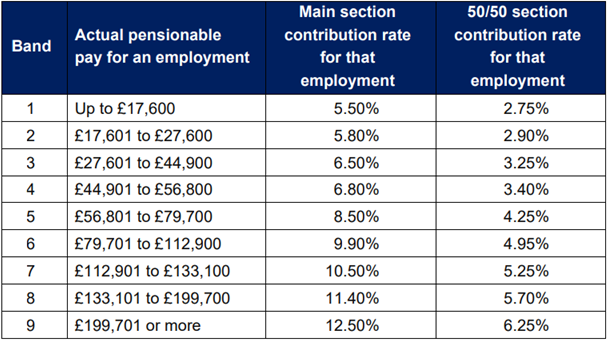 Band Actual pensionable pay for an employment Main section contribution rate for that employment 50/50 section contribution rate for that employment
1 Up to £17,600 5.50% 2.75%
2 £17,601 to £27,600 5.80% 2.90%
3 £27,601 to £44,900 6.50% 3.25%
4 £44,901 to £56,800 6.80% 3.40%
5 £56,801 to £79,700 8.50% 4.25%
6 £79,701 to £112,900 9.90% 4.95%
7 £112,901 to £133,100 10.50% 5.25%
8 £133,101 to £199,700 11.40% 5.70%
9 £199,701 or more 12.50% 6.25%